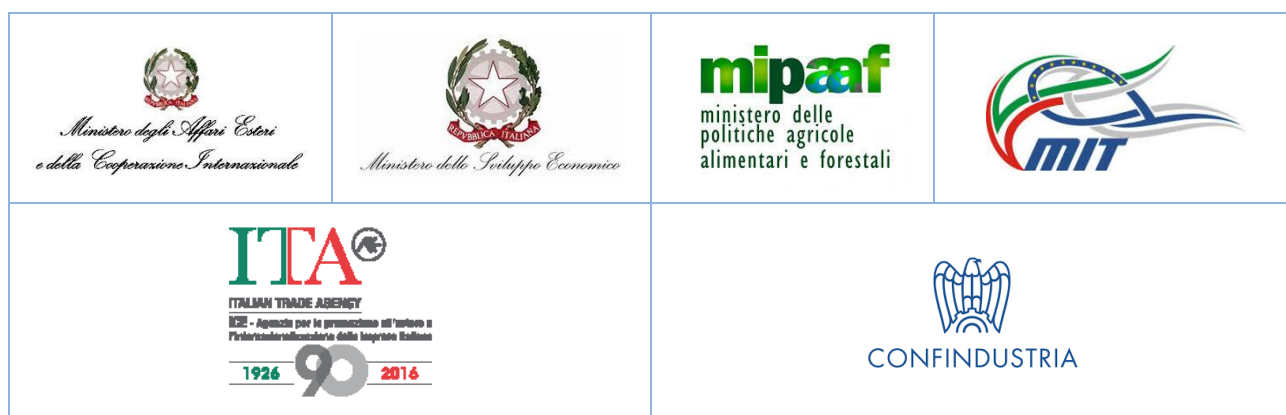 REPVBBLICA ITALIANA
Ministero degli Affari Esteri
e della Cooperazione Internazionale
REPVBBLICA ITALIANA
Ministero dello Sviluppo Economico
mipaaf
ministero delle
politiche agricole
alimentari e forestali
MIT
ITA
ITALIAN TRADE AGENCY
ICE - Agenzia per la promozione all'estero e
l'internazionalizzazione delle imprese italiane
1926 90 2016
CONFINDUSTRIA